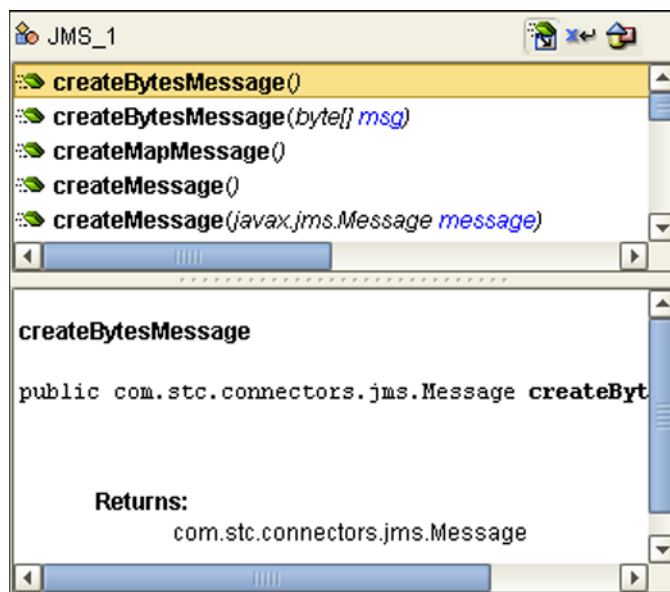 JMS_1
createBytesMessage()
createBytesMessage(byte[] msg)
createMapMessage()
createMessage()
createMessage(javax.jms.Message message)
createBytesMessage
public com.stc.connectors.jms.Message createByt
Returns:
com.stc.connectors.jms.Message